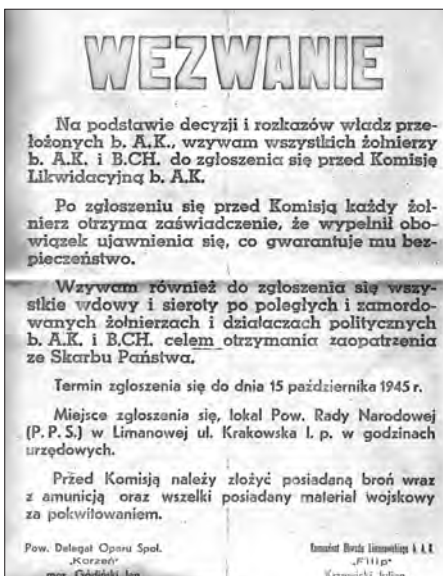 WEZWANIE
Na podstawie decyzji i rozkazów władz prze-
łożonych b. A.K., wzywam wszystkich żołnierzy
b. A.K. i B.CH. do zgłoszenia się przed Komisję
Likwidacyjną b. A.K.
Po zgłoszeniu się przed Komisją każdy żoł-
nierz otrzyma zaświadczenie, że wypełnił obo-
wiązek ujawnienia się, co gwarantuje mu bez-
pieczeństwo.
Wzywam również do zgłoszenia się wszy-
stkie wdowy i sieroty po poległych i zamordo-
wanych żołnierzach i działaczach politycznych
b. A.K. i B.CH. celem otrzymania zaopatrzenia
ze Skarbu Państwa.
Termin zgłoszenia się do dnia 15 października 1945 r.
Miejsce zgłoszenia się, lokal Pow. Rady Narodowej
(P.P.S.) w Limanowej ul. Krakowska I. p. w godzinach
urzędowych.
Przed Komisją należy złożyć posiadaną broń wraz
z amunicją oraz wszelki posiadany materiał wojskowy
za pokwitowaniem.
Pow. Delegat Oporu Społ.
„Korzeń"
Komendant Obwodu Limanowskiego b. A.K.
„Filip"
Julian